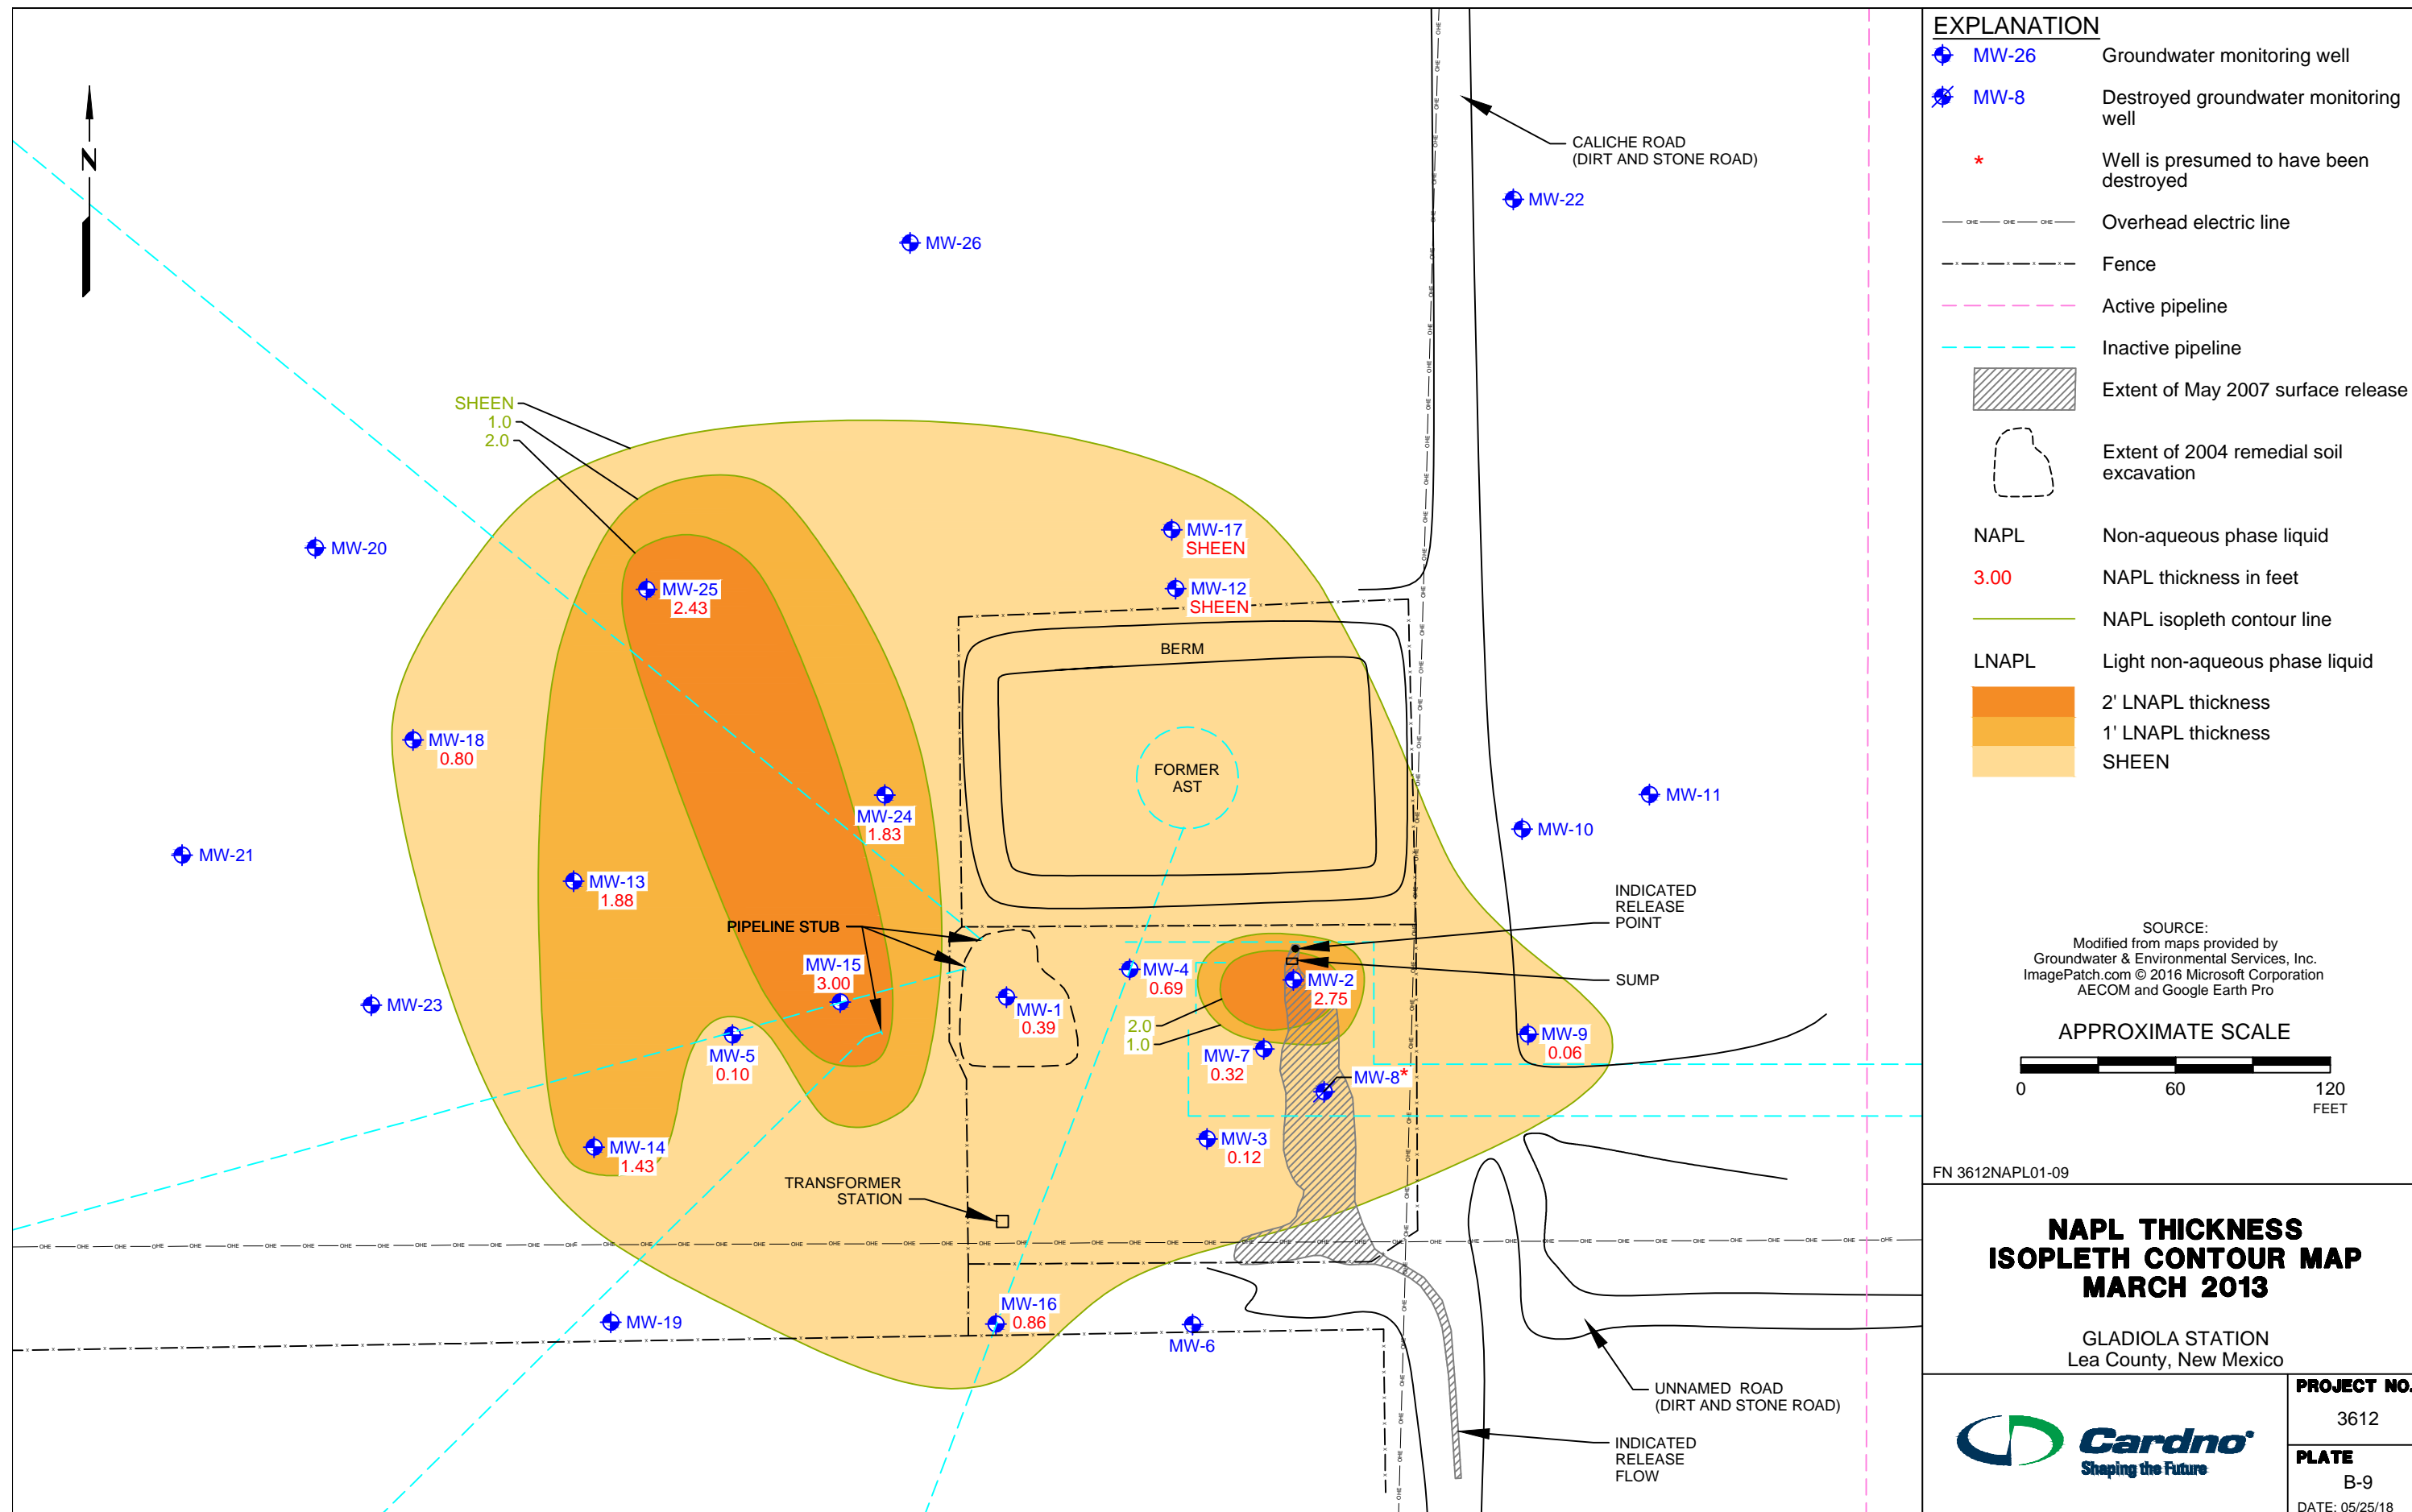 N
CALICHE ROAD
(DIRT AND STONE ROAD)
MW-22
MW-26
SHEEN
1.0
2.0
MW-17
SHEEN
MW-20
MW-25
2.43
MW-12
SHEEN
BERM
MW-18
0.80
FORMER
AST
MW-24
1.83
MW-11
MW-10
MW-21
MW-13
1.88
INDICATED
RELEASE
POINT
PIPELINE STUB
MW-15
3.00
MW-4
0.69
MW-2
2.75
SUMP
MW-23
MW-1
0.39
2.0
1.0
MW-5
0.10
MW-7
0.32
MW-9
0.06
MW-8*
MW-14
1.43
MW-3
0.12
TRANSFORMER
STATION
MW-19
MW-16
0.86
MW-6
UNNAMED ROAD
(DIRT AND STONE ROAD)
INDICATED
RELEASE
FLOW
EXPLANATION
MW-26 Groundwater monitoring well
MW-8 Destroyed groundwater monitoring
well
* Well is presumed to have been
destroyed
OHE OHE OHE Overhead electric line
x x x x Fence
Active pipeline
Inactive pipeline
Extent of May 2007 surface release
Extent of 2004 remedial soil
excavation
NAPL Non-aqueous phase liquid
3.00 NAPL thickness in feet
NAPL isopleth contour line
LNAPL Light non-aqueous phase liquid
2' LNAPL thickness
1' LNAPL thickness
SHEEN
SOURCE:
Modified from maps provided by
Groundwater & Environmental Services, Inc.
ImagePatch.com © 2016 Microsoft Corporation
AECOM and Google Earth Pro
APPROXIMATE SCALE
0 60 120
FEET
FN 3612NAPL01-09
NAPL THICKNESS
ISOPLETH CONTOUR MAP
MARCH 2013
GLADIOLA STATION
Lea County, New Mexico
Cardno
Shaping the Future
PROJECT NO.
3612
PLATE
B-9
DATE: 05/25/18